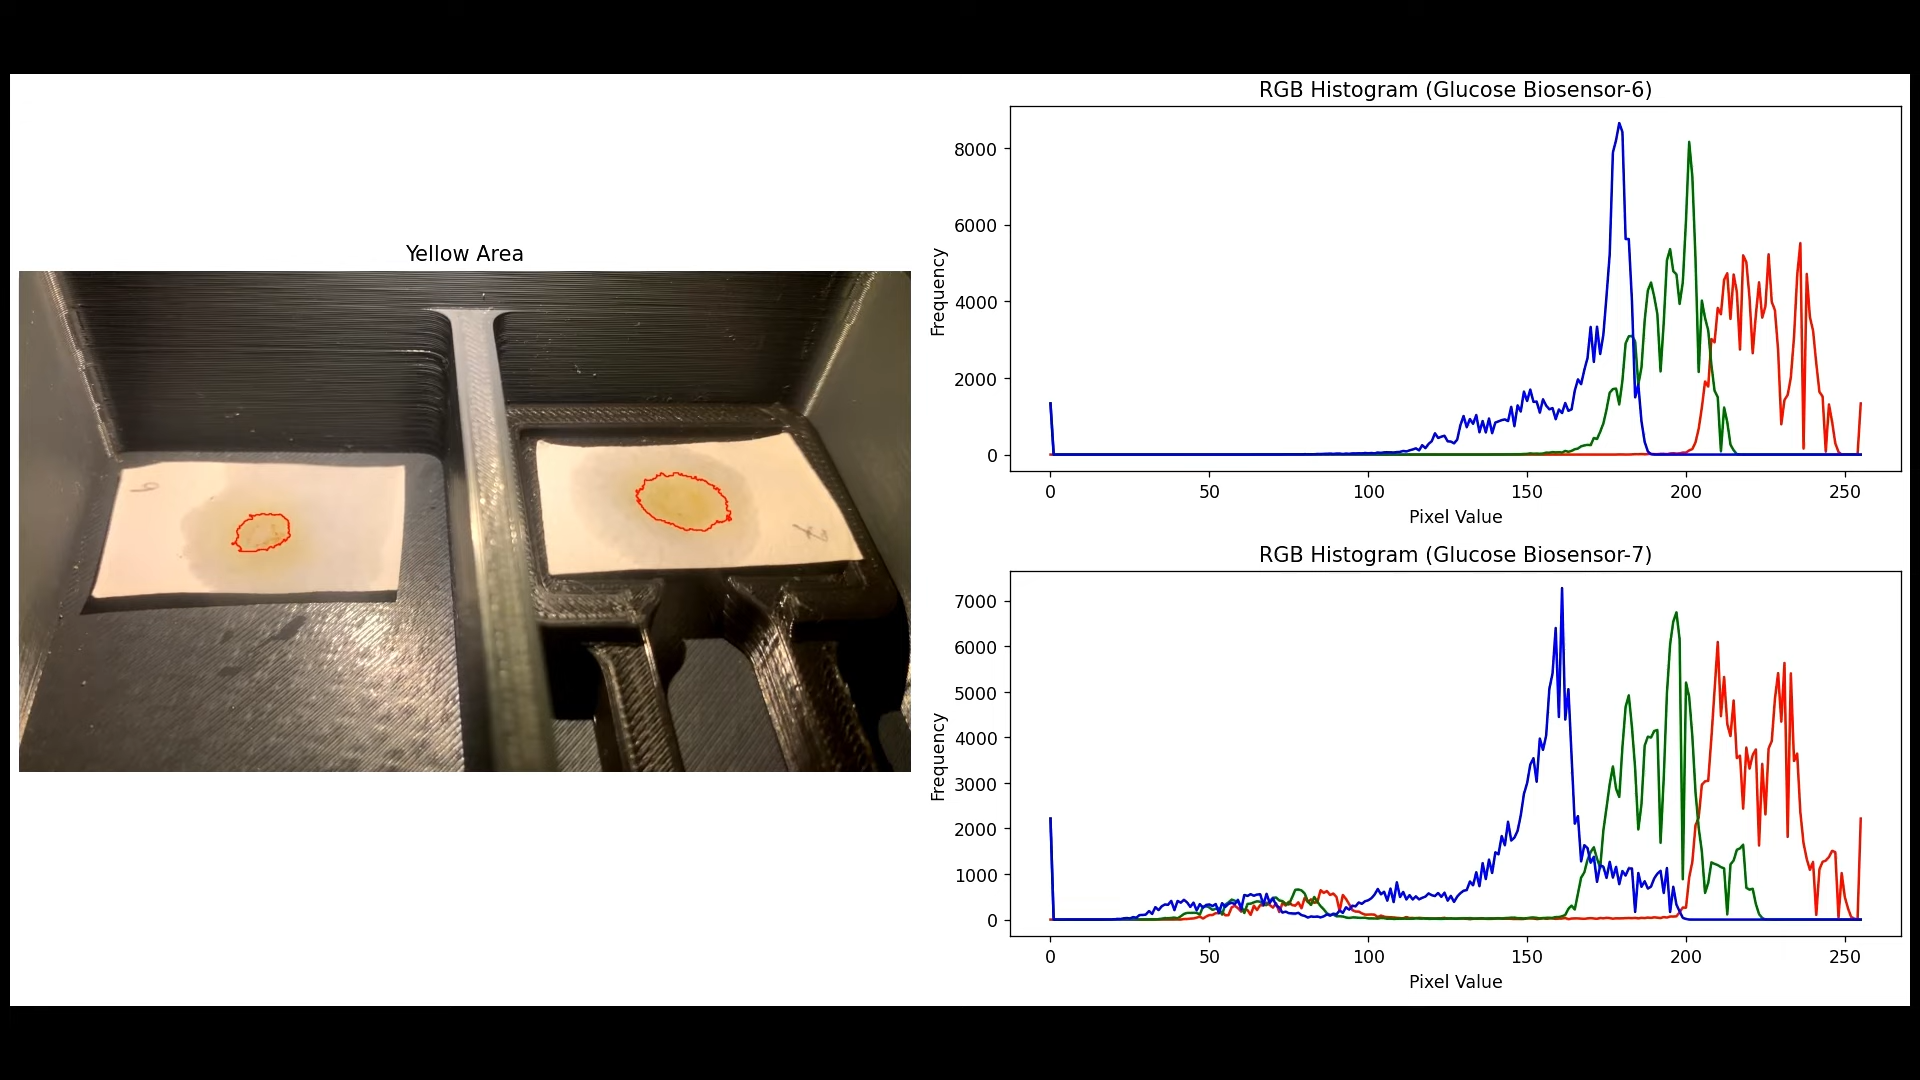 Yellow Area
6
7
RGB Histogram (Glucose Biosensor-6)
Frequency
8000
6000
4000
2000
0
0 50 100 150 200 250
Pixel Value
RGB Histogram (Glucose Biosensor-7)
Frequency
7000
6000
5000
4000
3000
2000
1000
0
0 50 100 150 200 250
Pixel Value